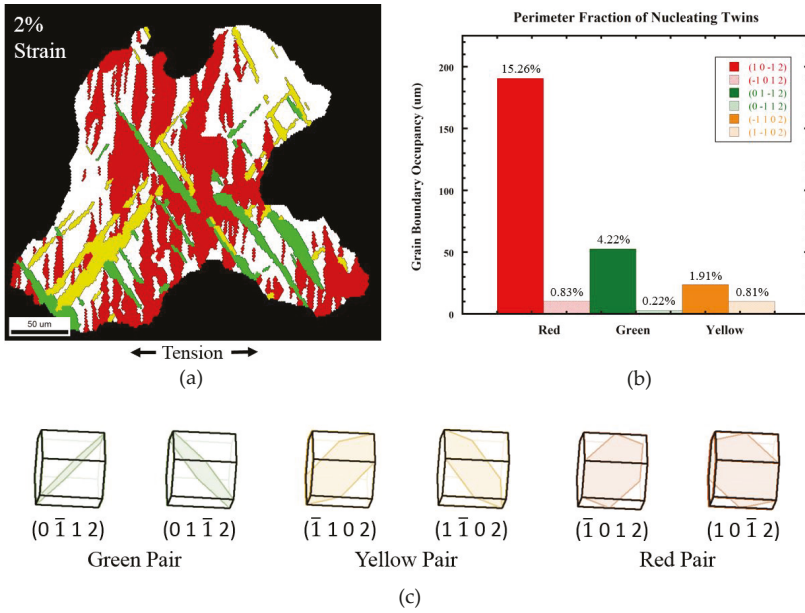 2%
Strain
50 um
← Tension →
(a)
Perimeter Fraction of Nucleating Twins
Grain Boundary Occupancy (um)
200
150
100
50
0
15.26%
0.83%
4.22%
0.22%
1.91%
0.81%
(1 0 -1 2)
(-1 0 1 2)
(0 1 -1 2)
(0 -1 1 2)
(-1 1 0 2)
(1 -1 0 2)
Red Green Yellow
(b)
(0 1̅ 1 2) (0 1 1̅ 2) (1̅ 1 0 2) (1 1̅ 0 2) (1̅ 0 1 2) (1 0 1̅ 2)
Green Pair Yellow Pair Red Pair
(c)